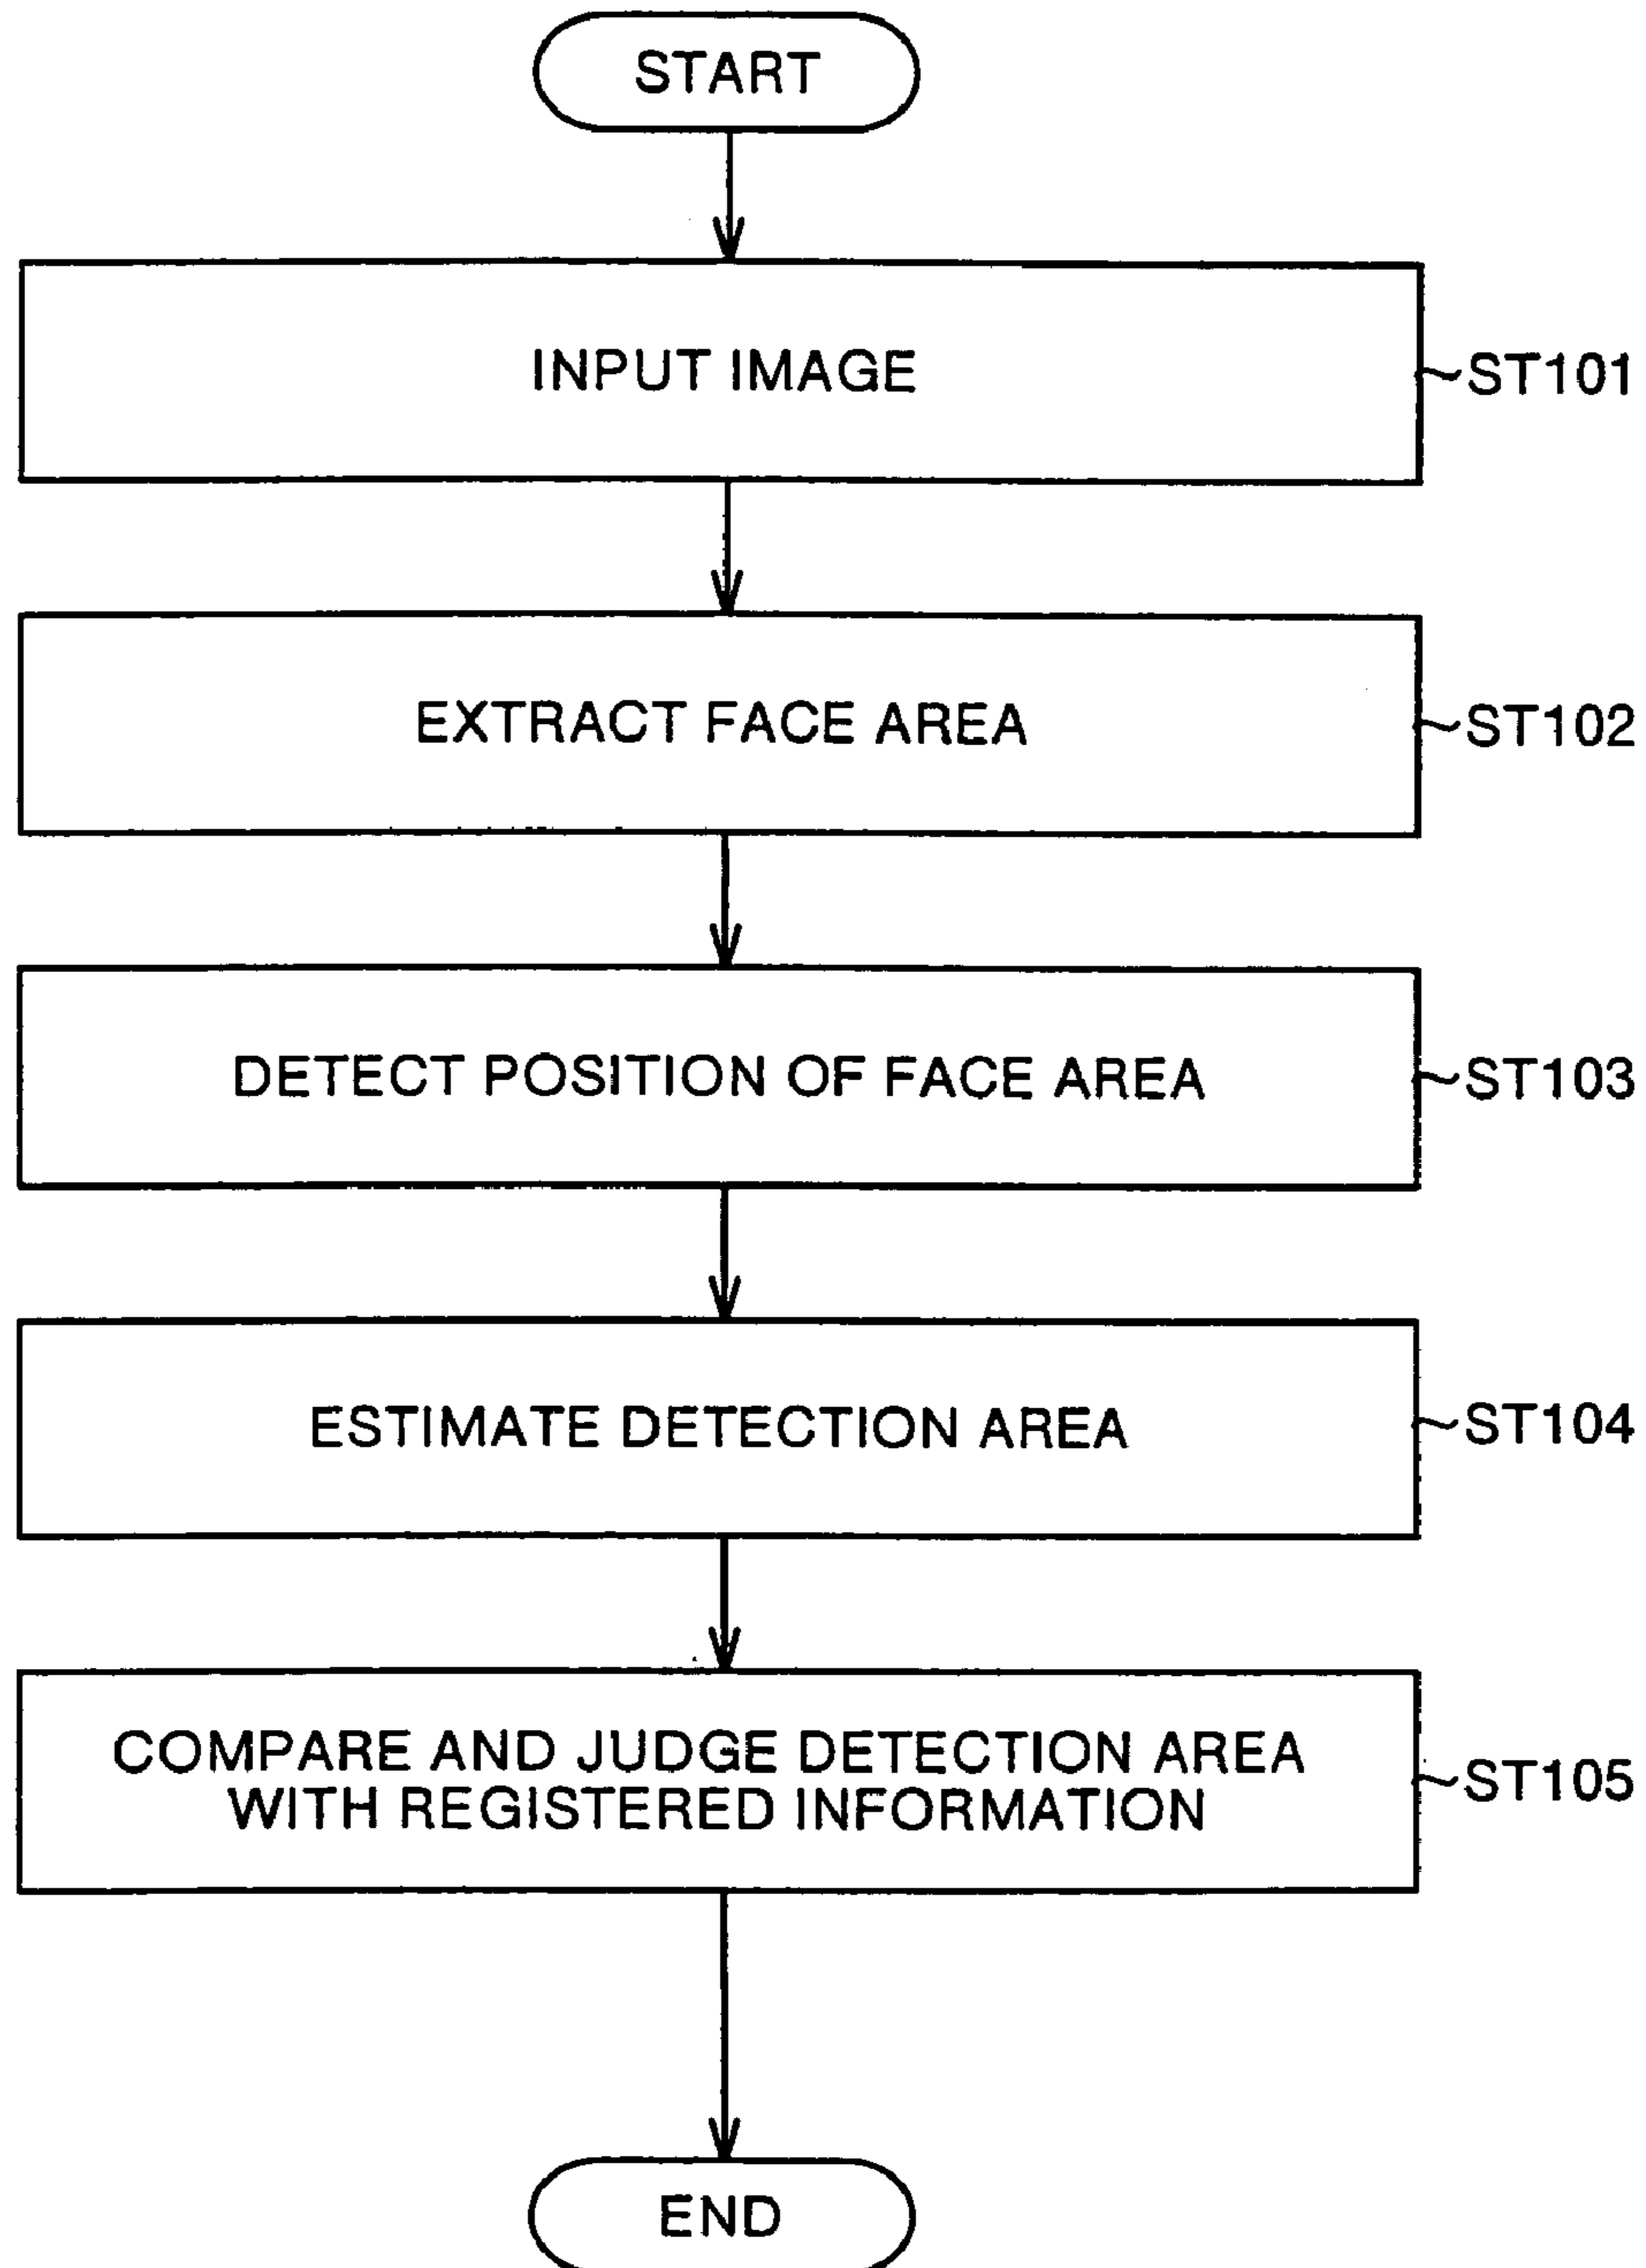 START
INPUT IMAGE
ST101
EXTRACT FACE AREA
ST102
DETECT POSITION OF FACE AREA
ST103
ESTIMATE DETECTION AREA
ST104
COMPARE AND JUDGE DETECTION AREA
WITH REGISTERED INFORMATION
ST105
END